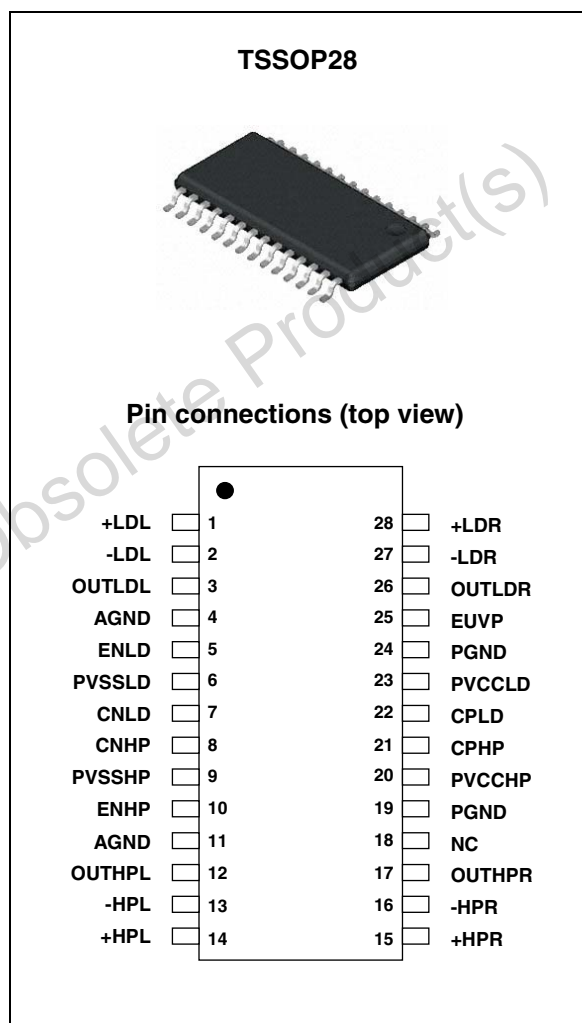 TSSOP28
Obsolete Product(s)
Pin connections (top view)
+LDL 1 28 +LDR
-LDL 2 27 -LDR
OUTLDL 3 26 OUTLDR
AGND 4 25 EUVP
ENLD 5 24 PGND
PVSSLD 6 23 PVCCLD
CNLD 7 22 CPLD
CNHP 8 21 CPHP
PVSSHP 9 20 PVCCHP
ENHP 10 19 PGND
AGND 11 18 NC
OUTHPL 12 17 OUTHPR
-HPL 13 16 -HPR
+HPL 14 15 +HPR